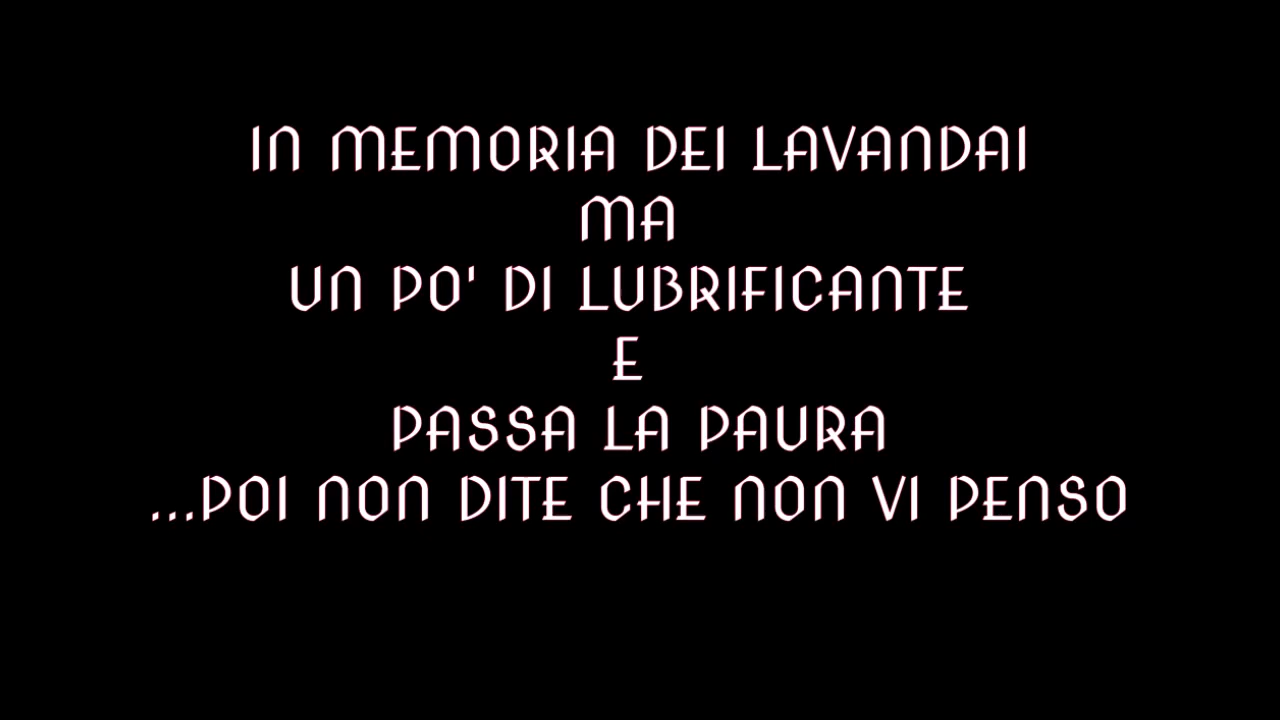 IN MEMORIA DEI LAVANDAI
MA
UN PO' DI LUBRIFICANTE
E
PASSA LA PAURA
...POI NON DITE CHE NON VI PENSO